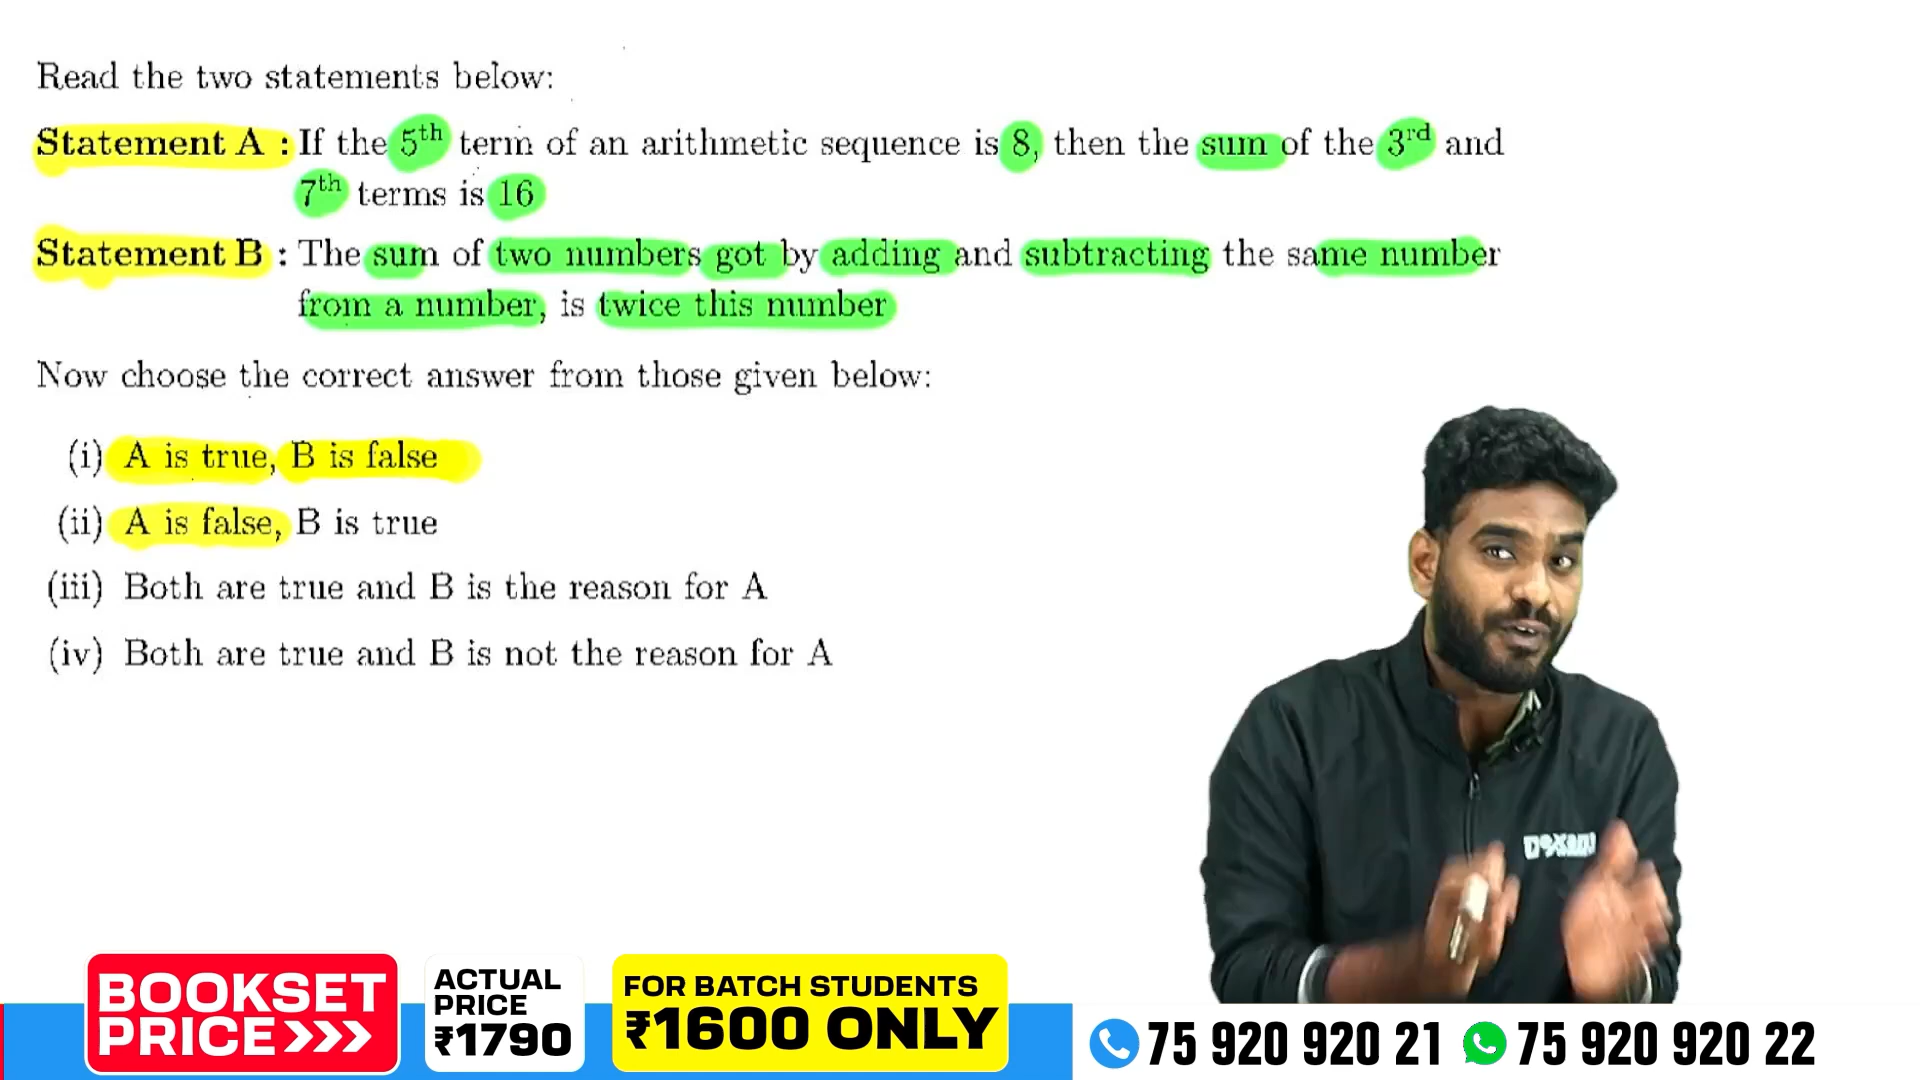 Read the two statements below:
Statement A : If the 5th term of an arithmetic sequence is 8, then the sum of the 3rd and
7th terms is 16
Statement B : The sum of two numbers got by adding and subtracting the same number
from a number, is twice this number
Now choose the correct answer from those given below:
(i) A is true, B is false
(ii) A is false, B is true
(iii) Both are true and B is the reason for A
(iv) Both are true and B is not the reason for A
BOOKSET
PRICE >>>
ACTUAL
PRICE
₹1790
FOR BATCH STUDENTS
₹1600 ONLY
75 920 920 21
75 920 920 22